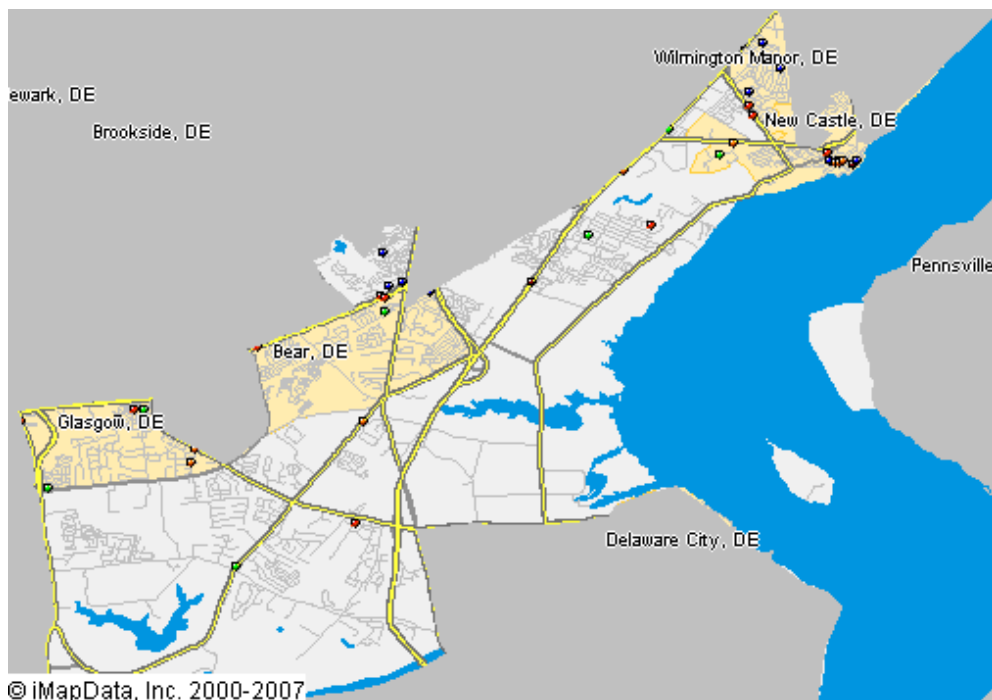 Wilmington Manor, DE
ewark, DE
Brookside, DE
New Castle, DE
Pennsville
Bear, DE
Glasgow, DE
Delaware City, DE
© iMapData, Inc. 2000-2007